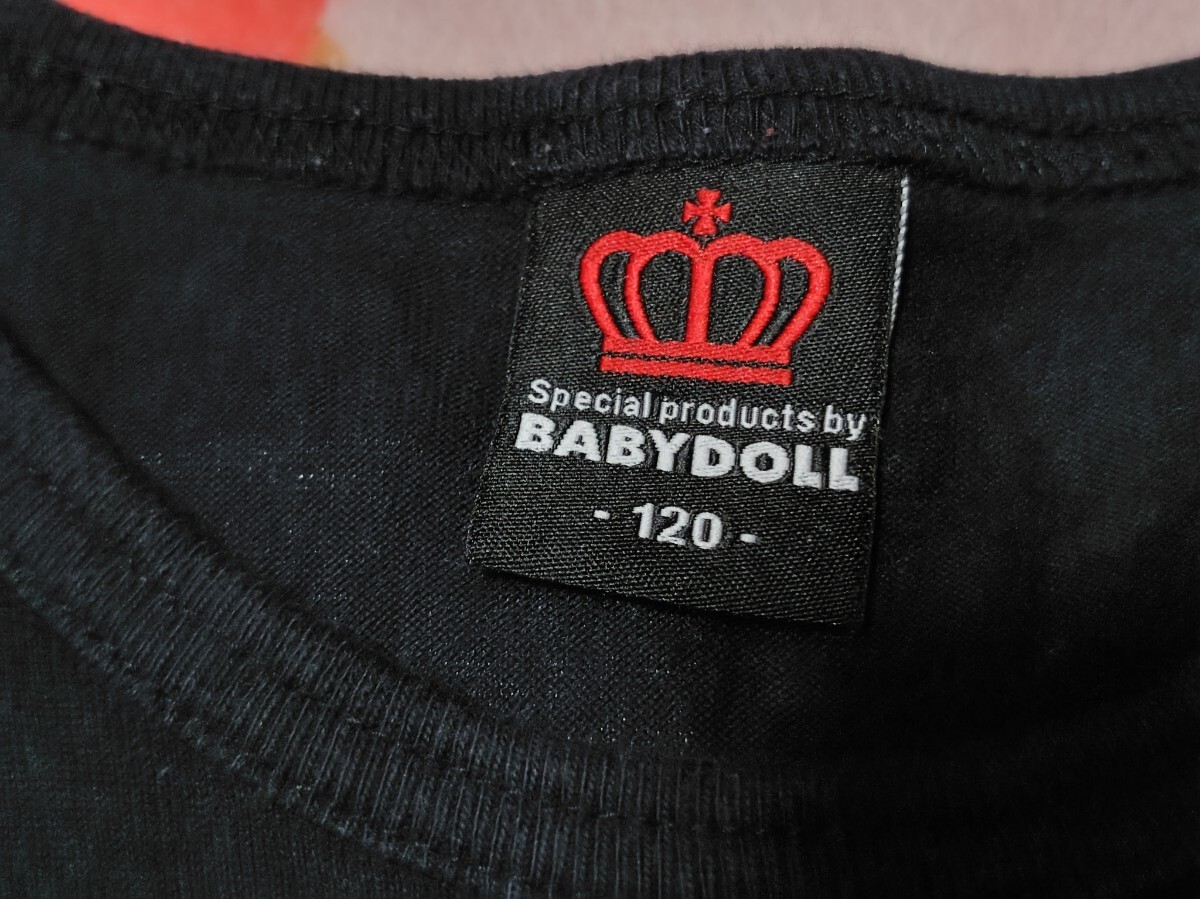 Special products by
BABYDOLL
- 120 -